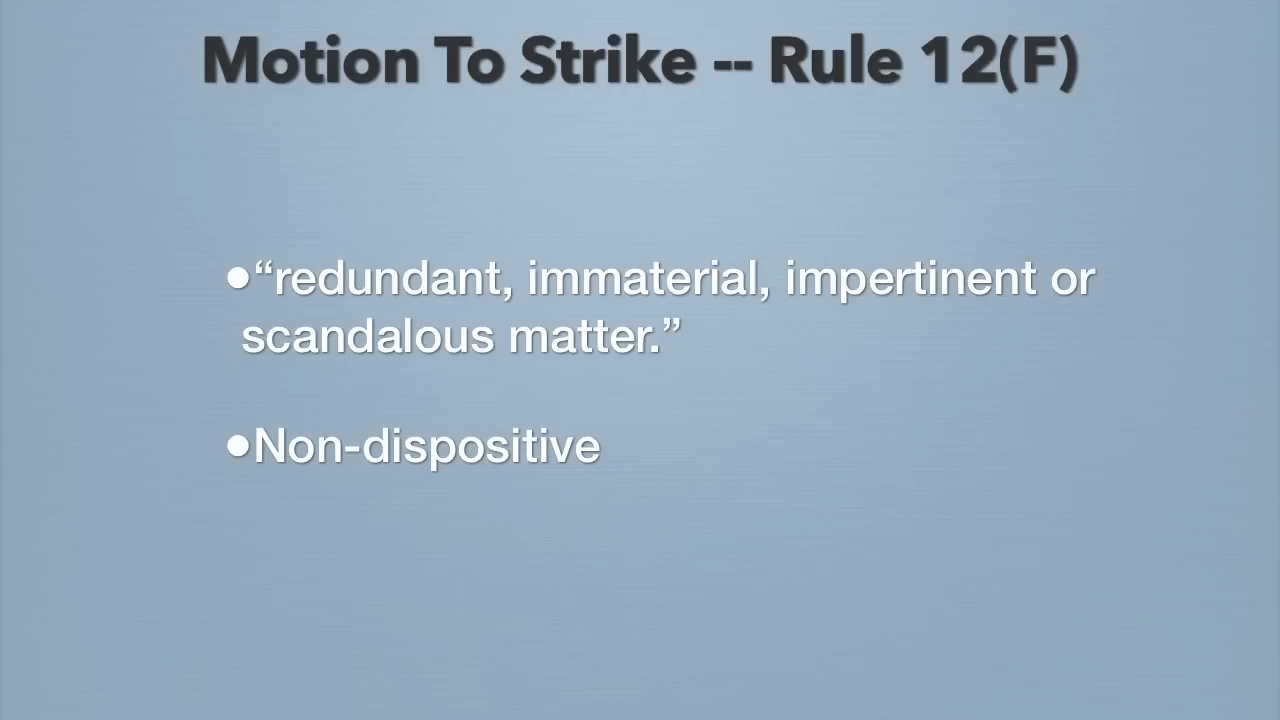 Motion To Strike -- Rule 12(F)
•“redundant, immaterial, impertinent or
scandalous matter.”
•Non-dispositive